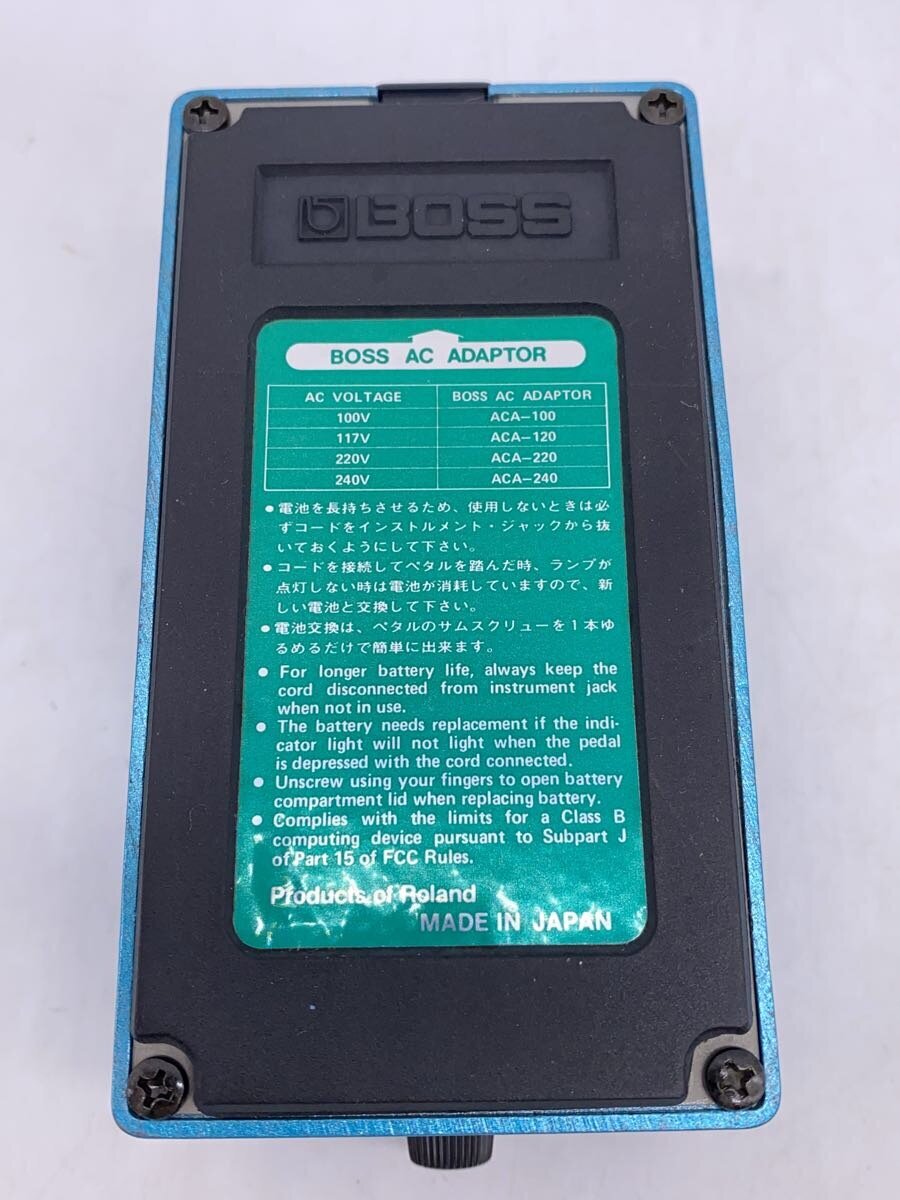 BOSS
BOSS AC ADAPTOR
AC VOLTAGE BOSS AC ADAPTOR
100V ACA-100
117V ACA-120
220V ACA-220
240V ACA-240
● 電池を長持ちさせるため、使用しないときは必
ずコードをインストルメント・ジャックから抜
いておくようにして下さい。
● コードを接続してペタルを踏んだ時、ランプが
点灯しない時は電池が消耗していますので、新
しい電池と交換して下さい。
● 電池交換は、ペタルのサムスクリューを1本ゆ
るめるだけで簡単に出来ます。
● For longer battery life, always keep the
cord disconnected from instrument jack
when not in use.
● The battery needs replacement if the indi-
cator light will not light when the pedal
is depressed with the cord connected.
● Unscrew using your fingers to open battery
compartment lid when replacing battery.
● Complies with the limits for a Class B
computing device pursuant to Subpart J
of Part 15 of FCC Rules.
Products of Roland
MADE IN JAPAN